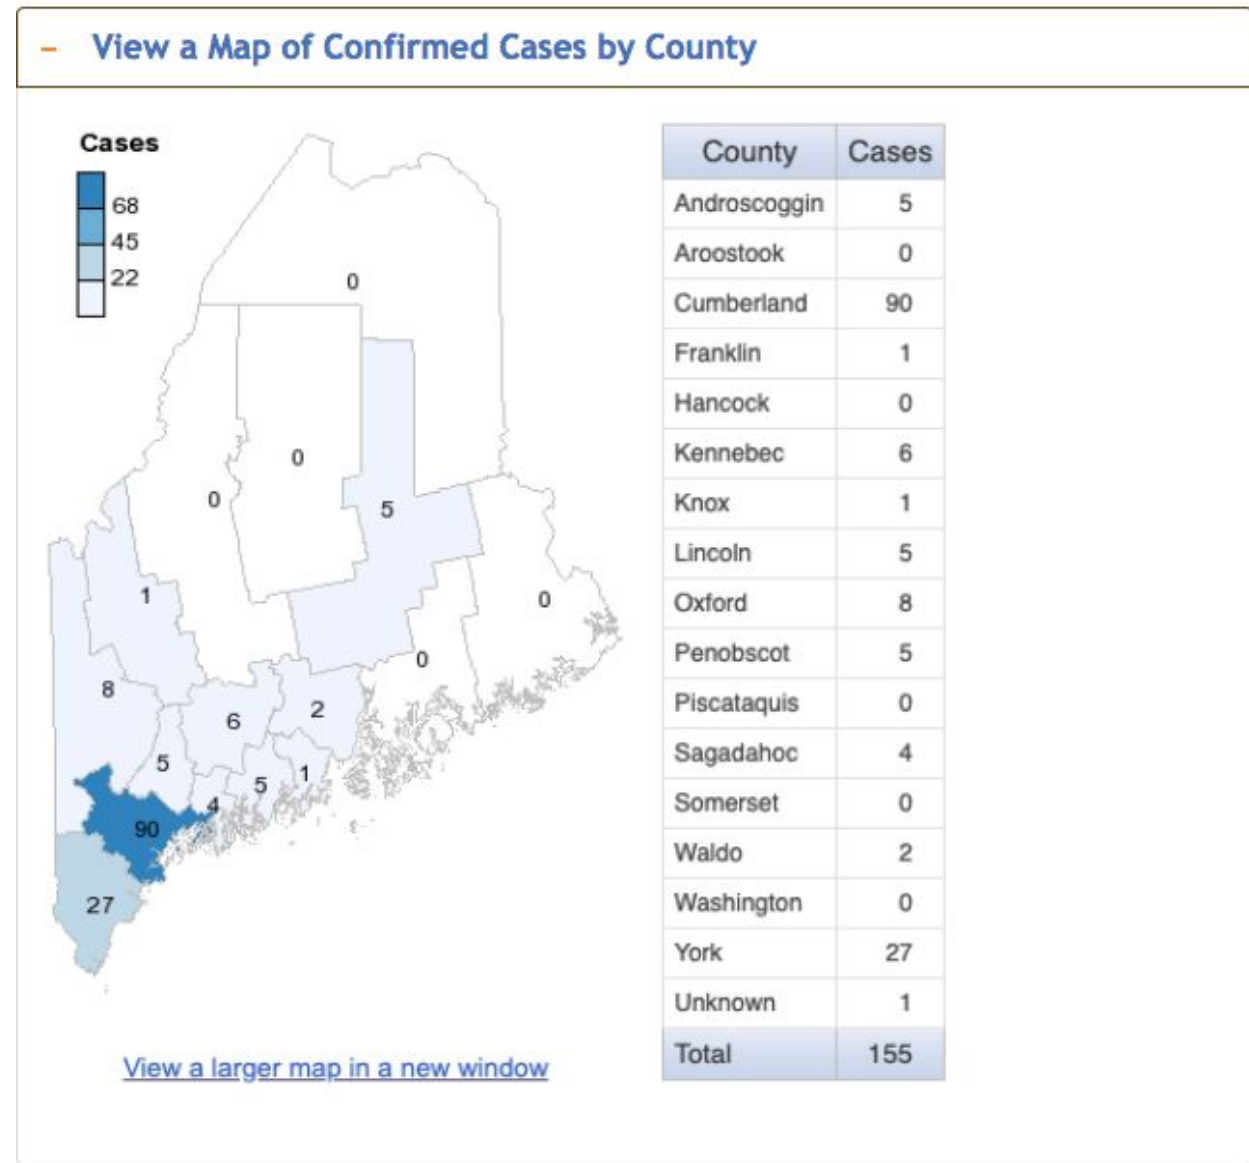 – View a Map of Confirmed Cases by County
Cases
68
45
22
0
0
0
5
1
0
0
8
2
6
5
1
5
4
90
27
View a larger map in a new window
County Cases
Androscoggin 5
Aroostook 0
Cumberland 90
Franklin 1
Hancock 0
Kennebec 6
Knox 1
Lincoln 5
Oxford 8
Penobscot 5
Piscataquis 0
Sagadahoc 4
Somerset 0
Waldo 2
Washington 0
York 27
Unknown 1
Total 155